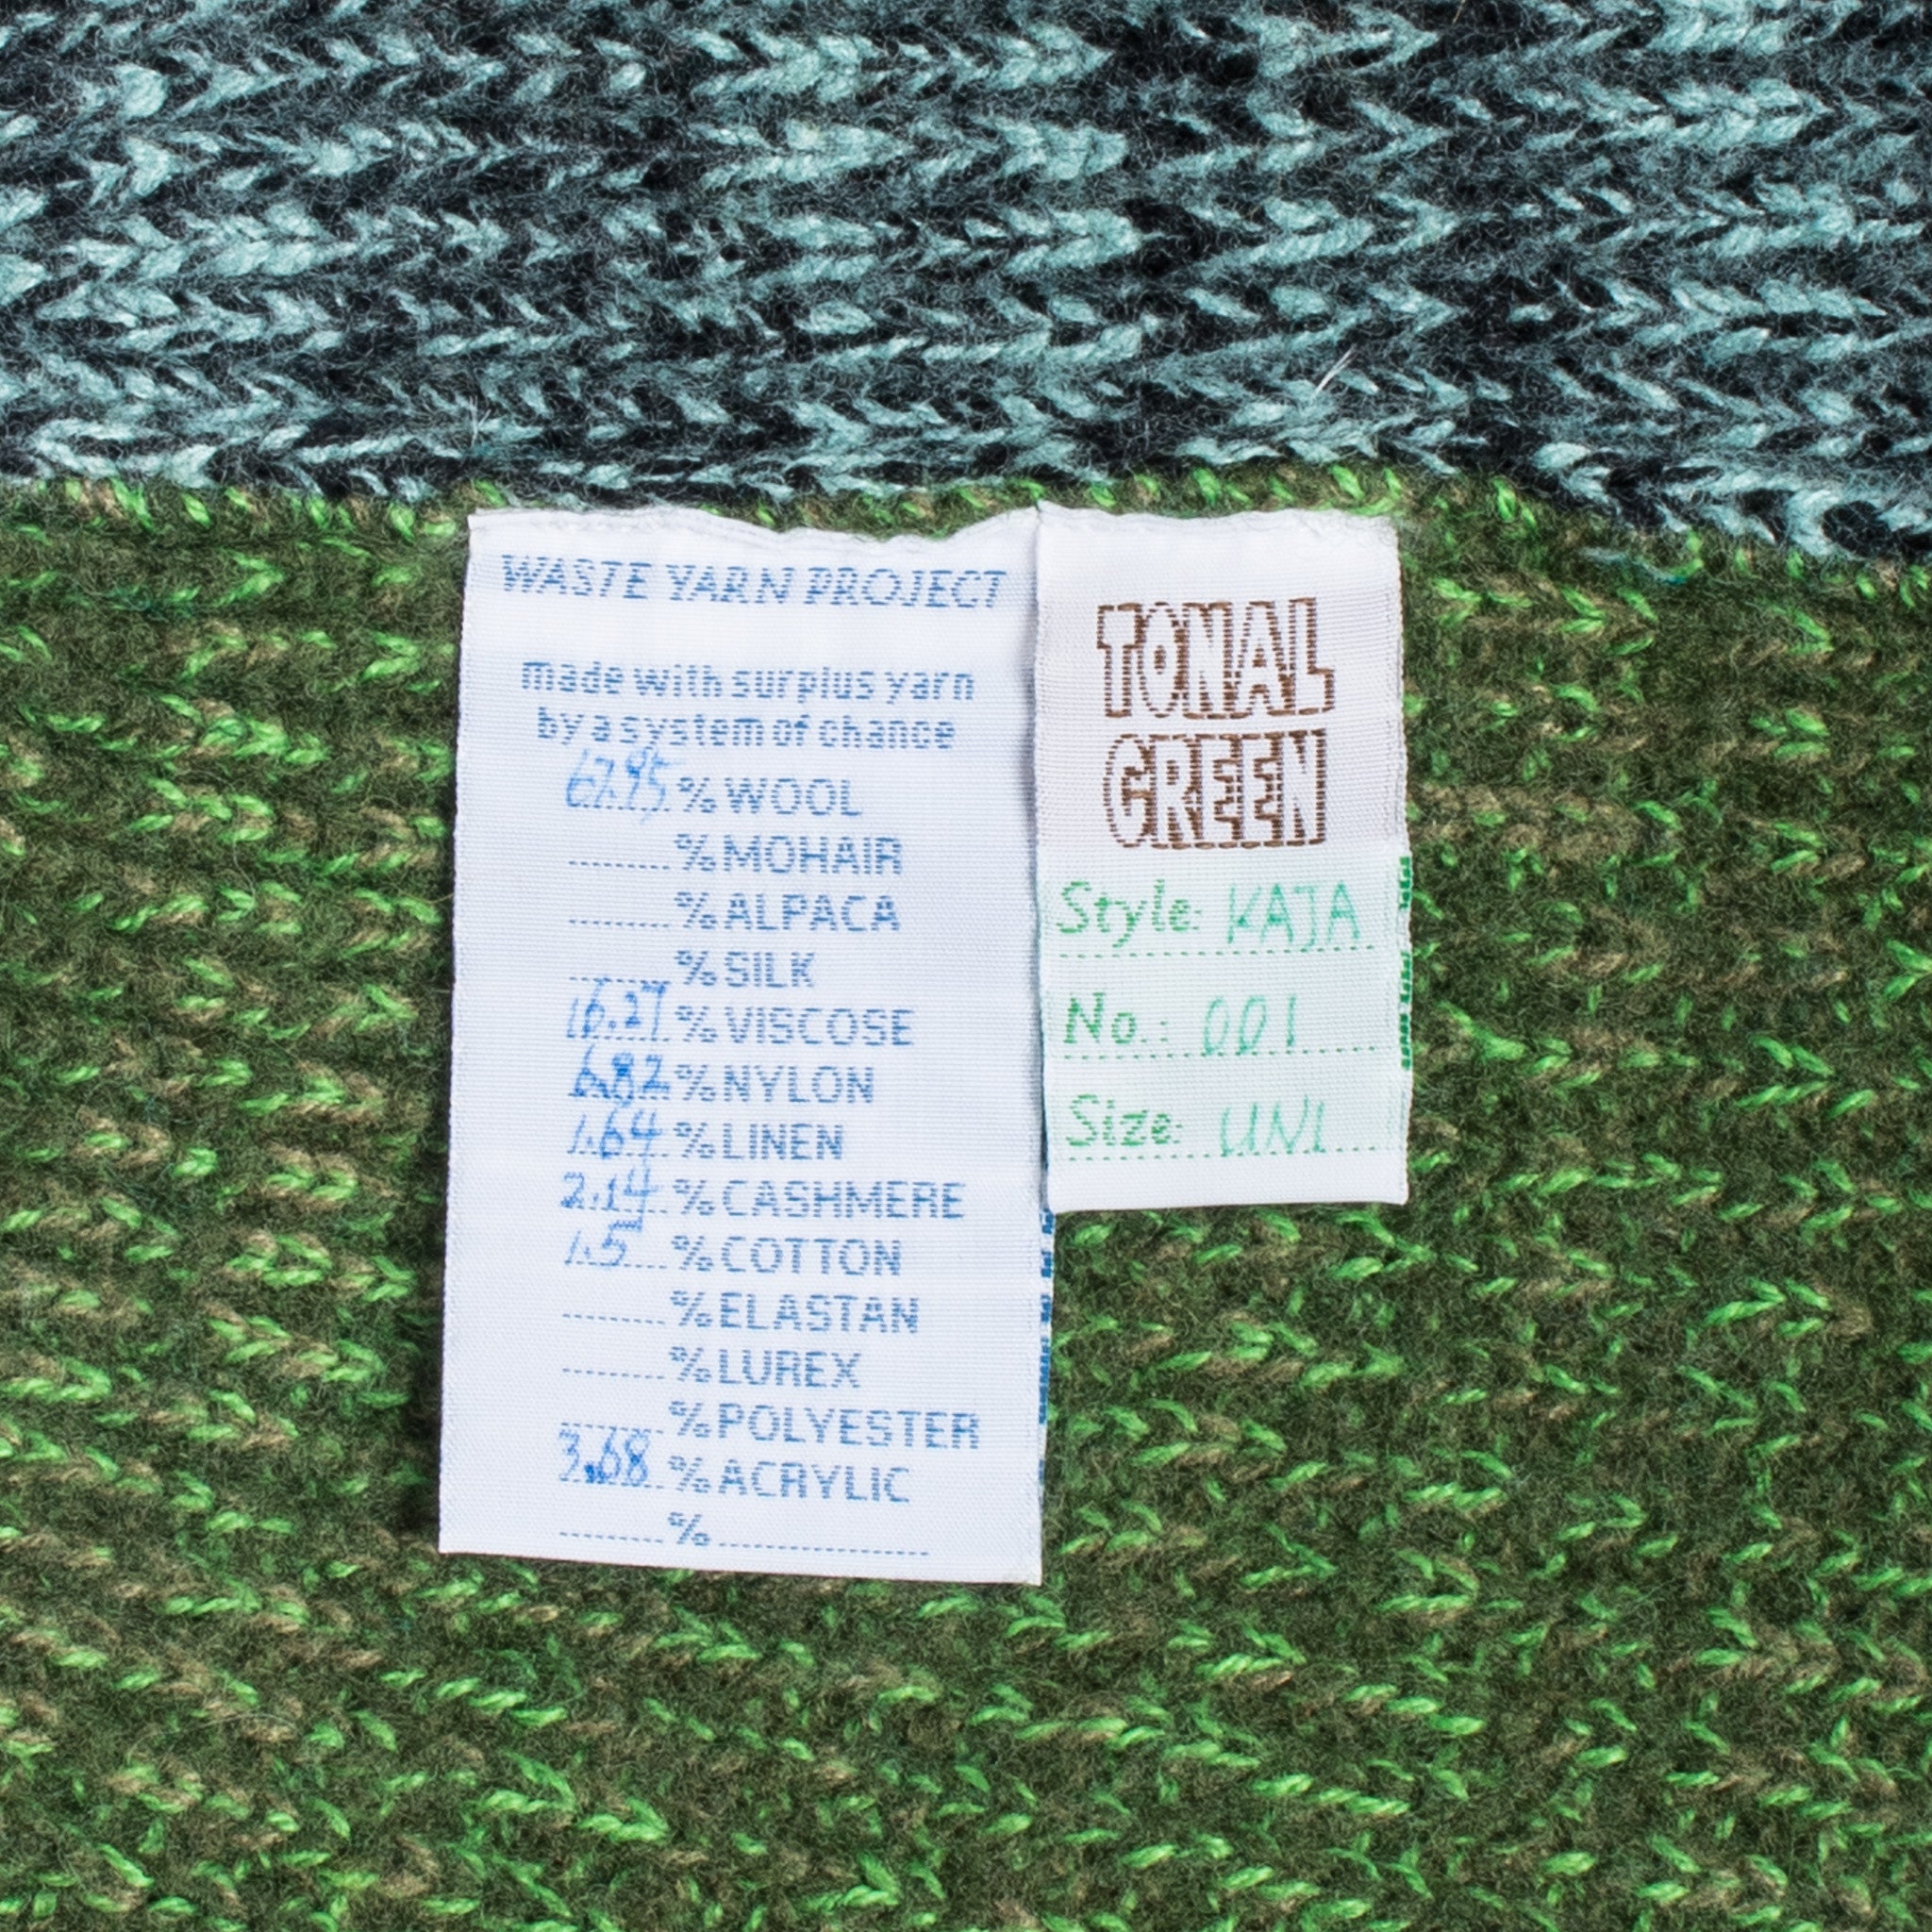 WASTE YARN PROJECT
made with surplus yarn
by a system of chance
67.95 % WOOL
........... % MOHAIR
........... % ALPACA
........... % SILK
16.27 % VISCOSE
6.82 % NYLON
1.64 % LINEN
2.14 % CASHMERE
1.5 % COTTON
........... % ELASTAN
........... % LUREX
........... % POLYESTER
3.68 % ACRYLIC
........... % ......................
TONAL
GREEN
Style: KAJA
No.: 001
Size: UNI